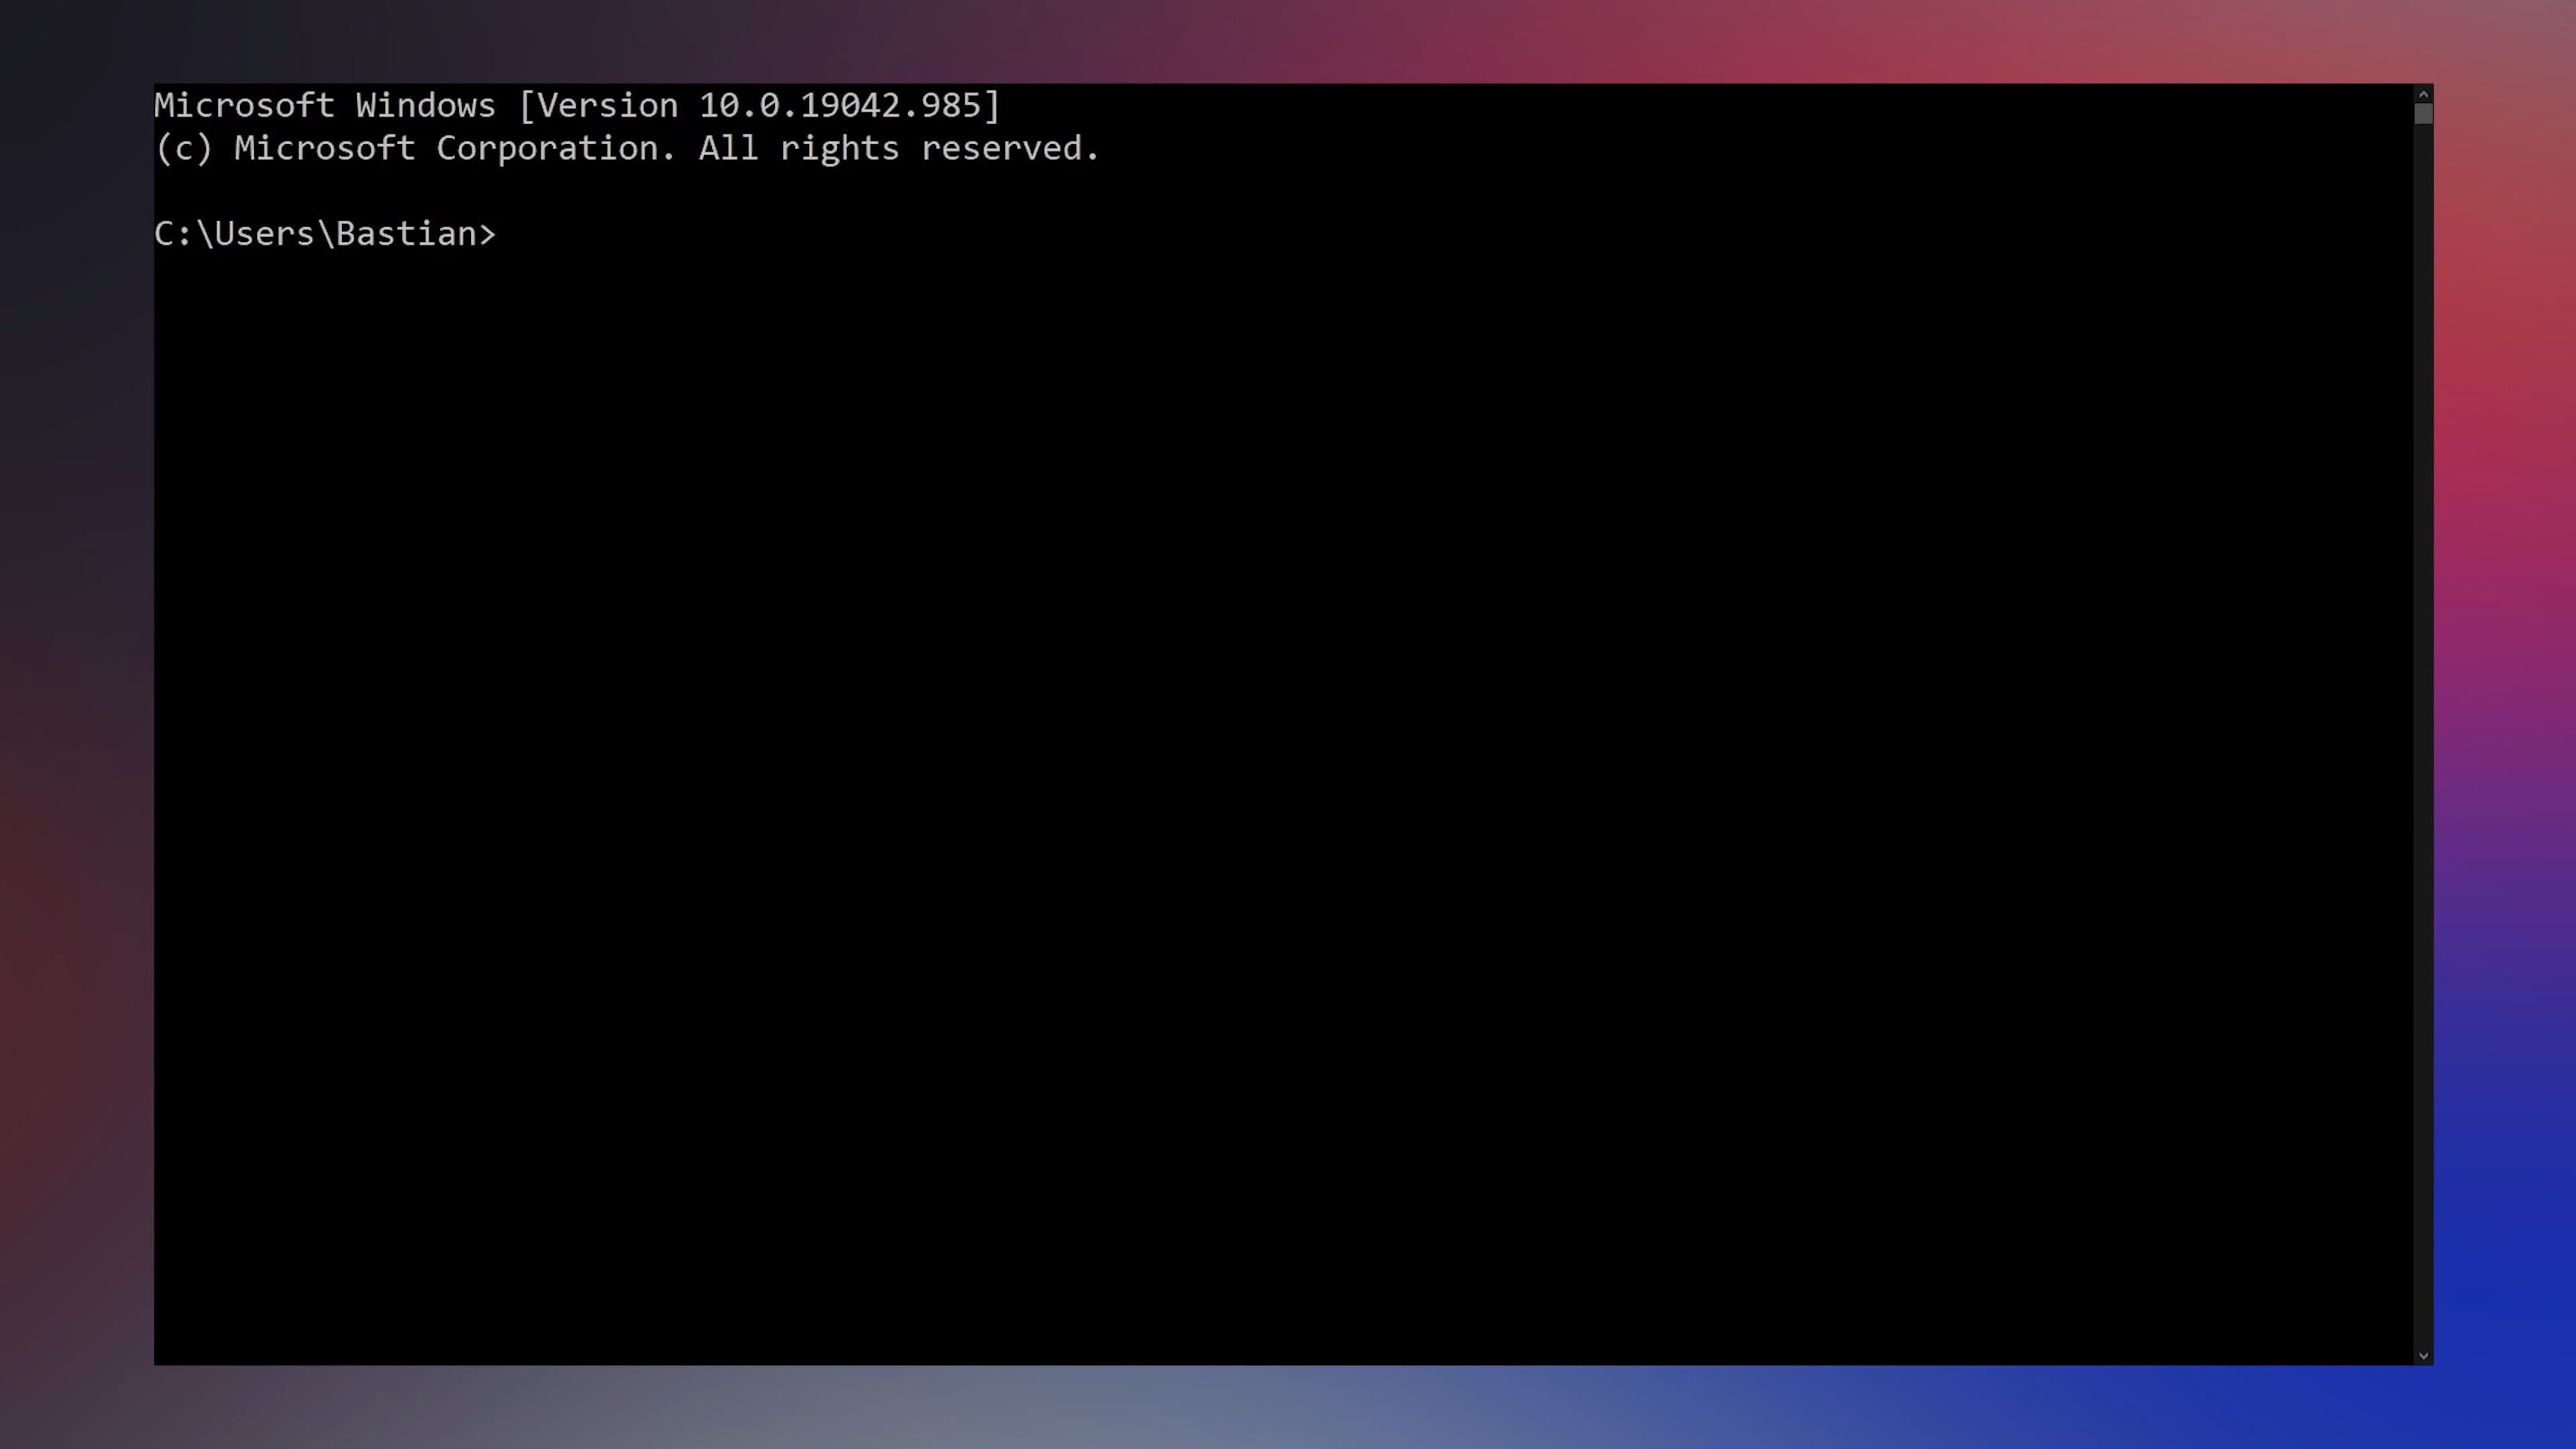 Microsoft Windows [Version 10.0.19042.985]
(c) Microsoft Corporation. All rights reserved.
C:\Users\Bastian>